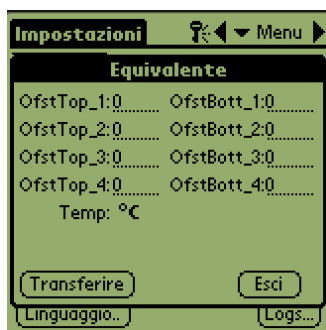 Impostazioni Menu
Equivalente
OfstTop_1:0 OfstBott_1:0
OfstTop_2:0 OfstBott_2:0
OfstTop_3:0 OfstBott_3:0
OfstTop_4:0 OfstBott_4:0
Temp: °C
Transferire Esci
Linguaggio.. Logs...